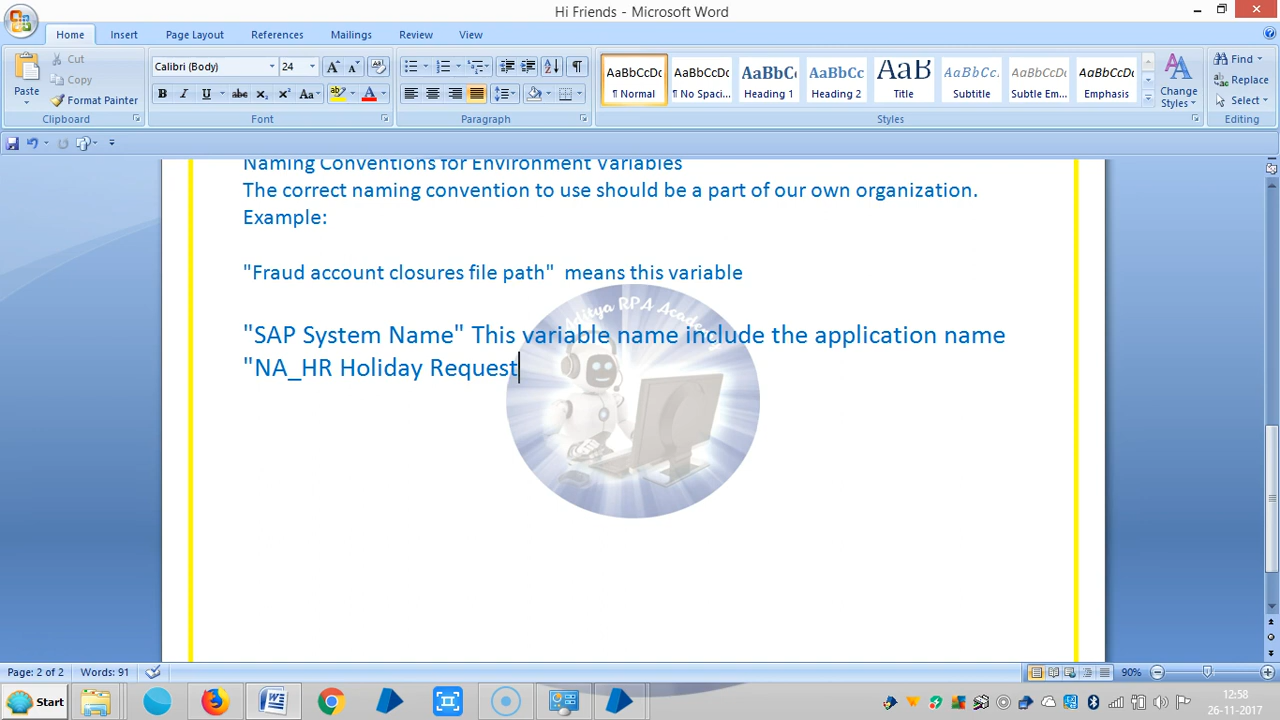 Hi Friends - Microsoft Word
Home Insert Page Layout References Mailings Review View
Paste
Cut
Copy
Format Painter
Clipboard
Calibri (Body) 24
Font
Paragraph
AaBbCcDc AaBbCcDc AaBbCc AaBbCc AaB AaBbCc. AaBbCcDc AaBbCcDc
¶ Normal ¶ No Spaci... Heading 1 Heading 2 Title Subtitle Subtle Em... Emphasis
Change Styles
Styles
Find
Replace
Select
Editing
Naming Conventions for Environment Variables
The correct naming convention to use should be a part of our own organization.
Example:
"Fraud account closures file path"  means this variable
Aditya RPA Academy
"SAP System Name" This variable name include the application name
"NA_HR Holiday Request
Page: 2 of 2 Words: 91 90%
Start
12:58
26-11-2017